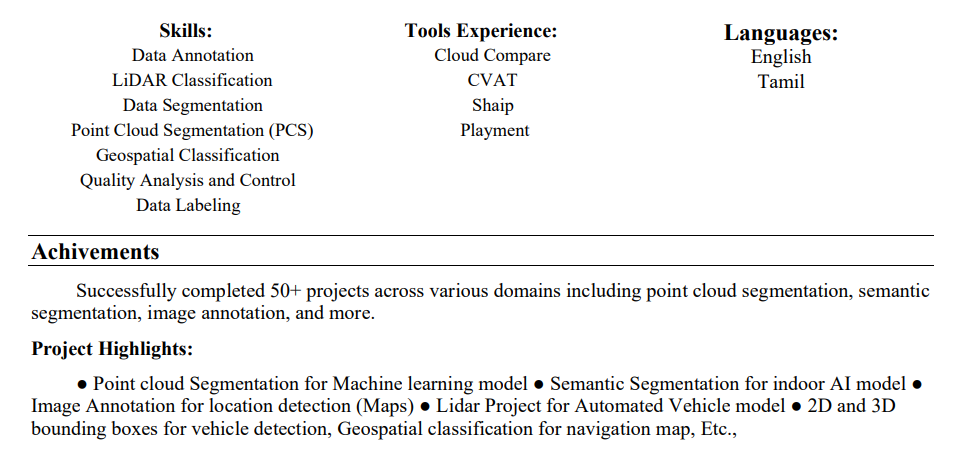 Skills:
Data Annotation
LiDAR Classification
Data Segmentation
Point Cloud Segmentation (PCS)
Geospatial Classification
Quality Analysis and Control
Data Labeling
Tools Experience:
Cloud Compare
CVAT
Shaip
Playment
Languages:
English
Tamil
Achivements
Successfully completed 50+ projects across various domains including point cloud segmentation, semantic
segmentation, image annotation, and more.
Project Highlights:
● Point cloud Segmentation for Machine learning model ● Semantic Segmentation for indoor AI model ●
Image Annotation for location detection (Maps) ● Lidar Project for Automated Vehicle model ● 2D and 3D
bounding boxes for vehicle detection, Geospatial classification for navigation map, Etc.,